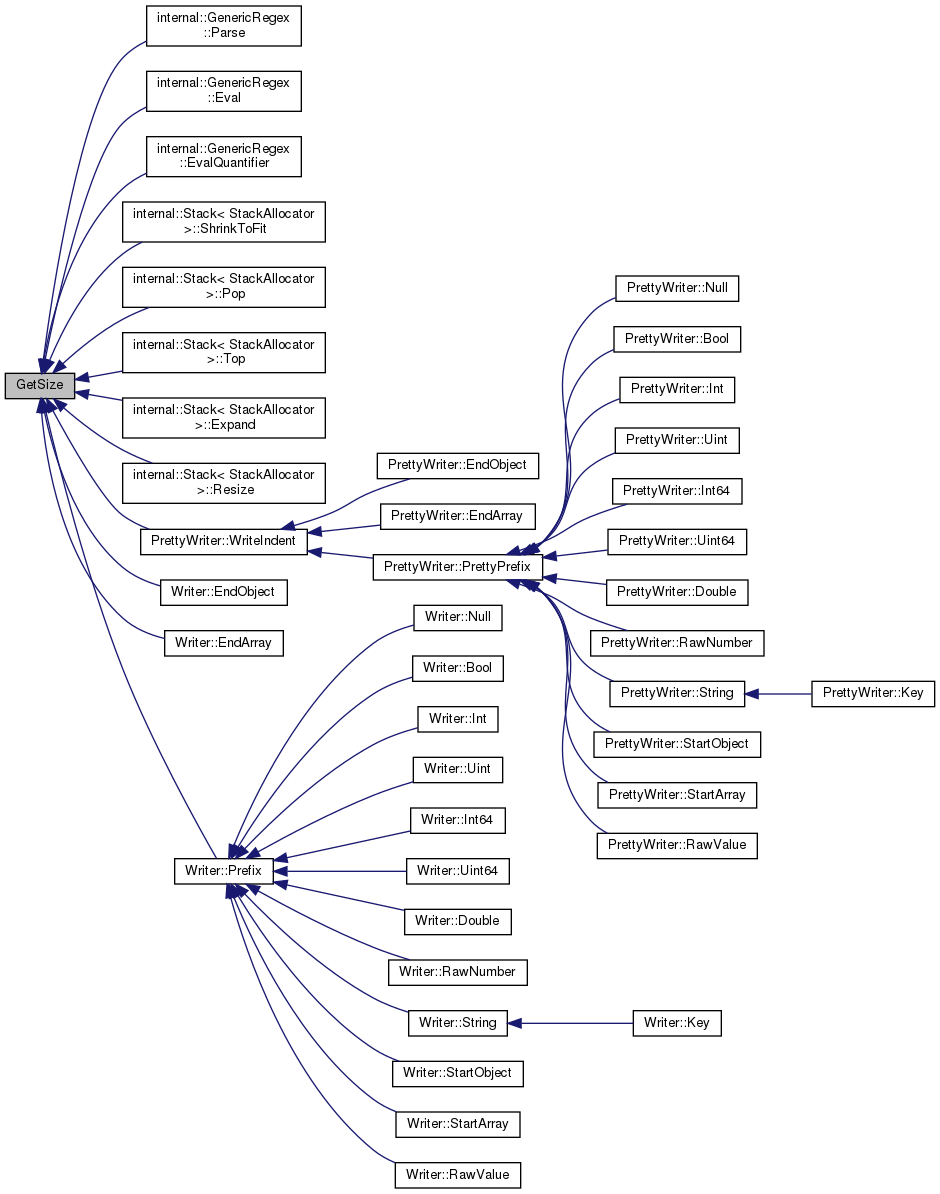 internal::GenericRegex
::Parse
internal::GenericRegex
::Eval
internal::GenericRegex
::EvalQuantifier
internal::Stack< StackAllocator
>::ShrinkToFit
internal::Stack< StackAllocator
>::Pop
internal::Stack< StackAllocator
>::Top
GetSize
internal::Stack< StackAllocator
>::Expand
internal::Stack< StackAllocator
>::Resize
PrettyWriter::WriteIndent
Writer::EndObject
Writer::EndArray
Writer::Prefix
PrettyWriter::EndObject
PrettyWriter::EndArray
PrettyWriter::PrettyPrefix
PrettyWriter::Null
PrettyWriter::Bool
PrettyWriter::Int
PrettyWriter::Uint
PrettyWriter::Int64
PrettyWriter::Uint64
PrettyWriter::Double
PrettyWriter::RawNumber
PrettyWriter::String
PrettyWriter::Key
PrettyWriter::StartObject
PrettyWriter::StartArray
PrettyWriter::RawValue
Writer::Null
Writer::Bool
Writer::Int
Writer::Uint
Writer::Int64
Writer::Uint64
Writer::Double
Writer::RawNumber
Writer::String
Writer::Key
Writer::StartObject
Writer::StartArray
Writer::RawValue